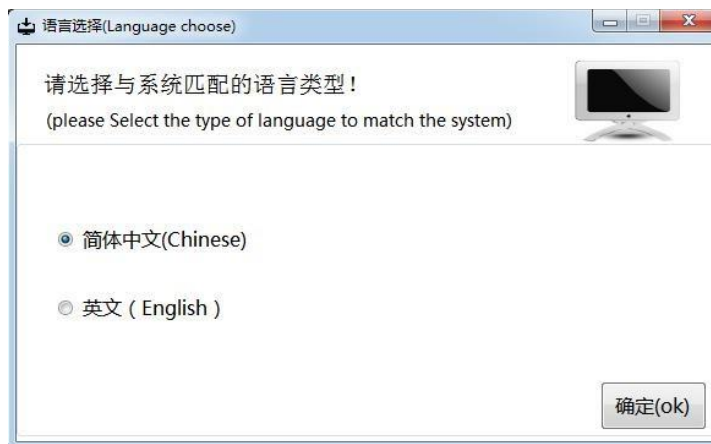 语言选择(Language choose)
请选择与系统匹配的语言类型！
(please Select the type of language to match the system)
简体中文(Chinese)
英文（English）
确定(ok)